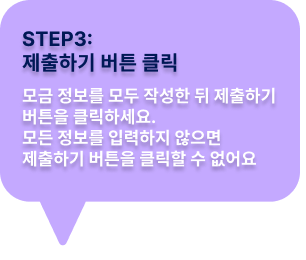 STEP3:
제출하기 버튼 클릭
모금 정보를 모두 작성한 뒤 제출하기
버튼을 클릭하세요.
모든 정보를 입력하지 않으면
제출하기 버튼을 클릭할 수 없어요